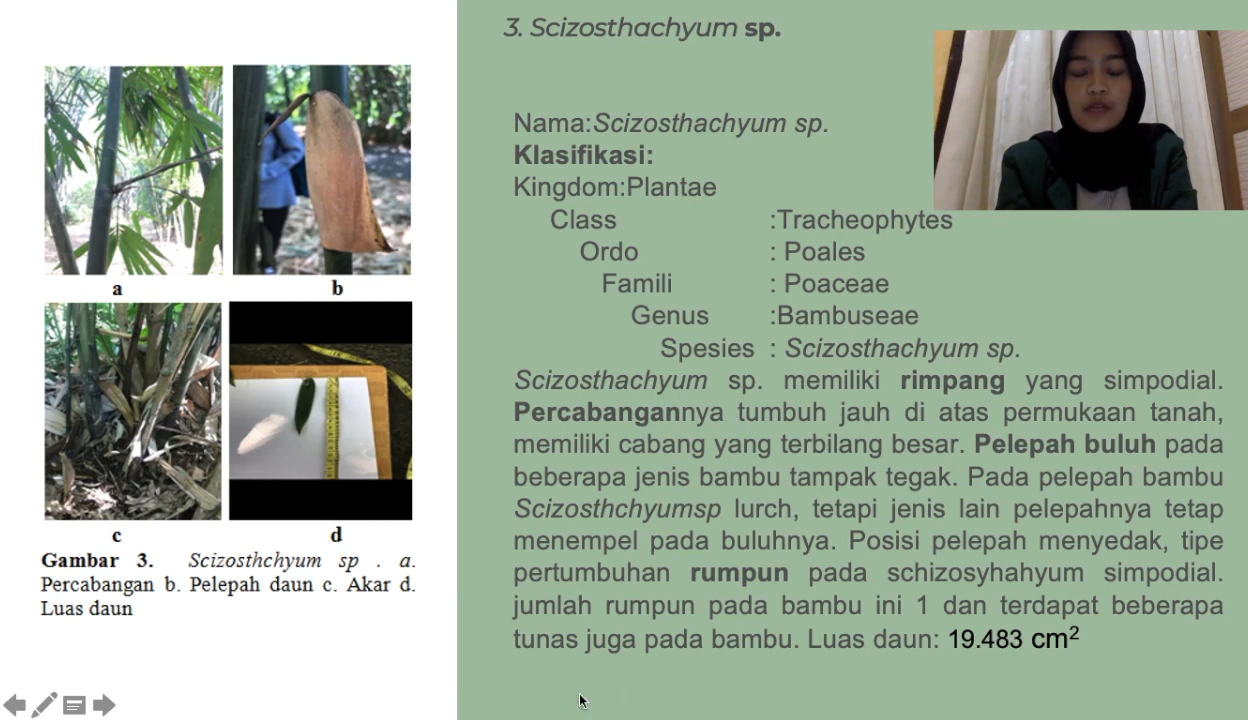 3. Scizosthachyum sp.
Nama:Scizosthachyum sp.
Klasifikasi:
Kingdom:Plantae
Class :Tracheophytes
Ordo : Poales
Famili : Poaceae
Genus :Bambuseae
Spesies : Scizosthachyum sp.
Scizosthachyum sp. memiliki rimpang yang simpodial.
Percabangannya tumbuh jauh di atas permukaan tanah,
memiliki cabang yang terbilang besar. Pelepah buluh pada
beberapa jenis bambu tampak tegak. Pada pelepah bambu
Scizosthchyumsp lurch, tetapi jenis lain pelepahnya tetap
menempel pada buluhnya. Posisi pelepah menyedak, tipe
pertumbuhan rumpun pada schizosyhahyum simpodial.
jumlah rumpun pada bambu ini 1 dan terdapat beberapa
tunas juga pada bambu. Luas daun: 19.483 cm²
a
b
c
d
Gambar 3. Scizosthchyum sp . a.
Percabangan b. Pelepah daun c. Akar d.
Luas daun